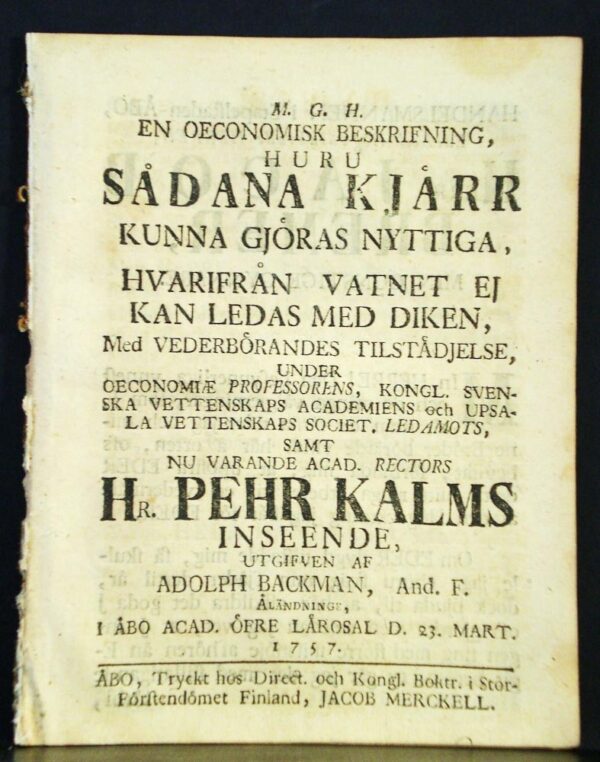 M. G. H.
EN OECONOMISK BESKRIFNING,
HURU
SÅDANA KJÅRR
KUNNA GJÖRAS NYTTIGA,
HVARIFRÅN VATNET EJ
KAN LEDAS MED DIKEN,
Med VEDERBÖRANDES TILSTÅDJELSE,
UNDER
OECONOMIÆ PROFESSORENS, KONGL. SVEN-
SKA VETTENSKAPS ACADEMIENS och UPSA-
LA VETTENSKAPS SOCIET. LEDAMOTS,
SAMT
NU VARANDE ACAD. RECTORS
HR. PEHR KALMS
INSEENDE,
UTGIFVEN AF
ADOLPH BACKMAN, And. F.
ÅLÄNDNINGE,
I ÅBO ACAD. ÖFRE LÅROSAL D. 23. MART.
1757.
ÅBO, Tryckt hos Direct. och Kongl. Boktr. i Stor-
Förstendömet Finland, JACOB MERCKELL.